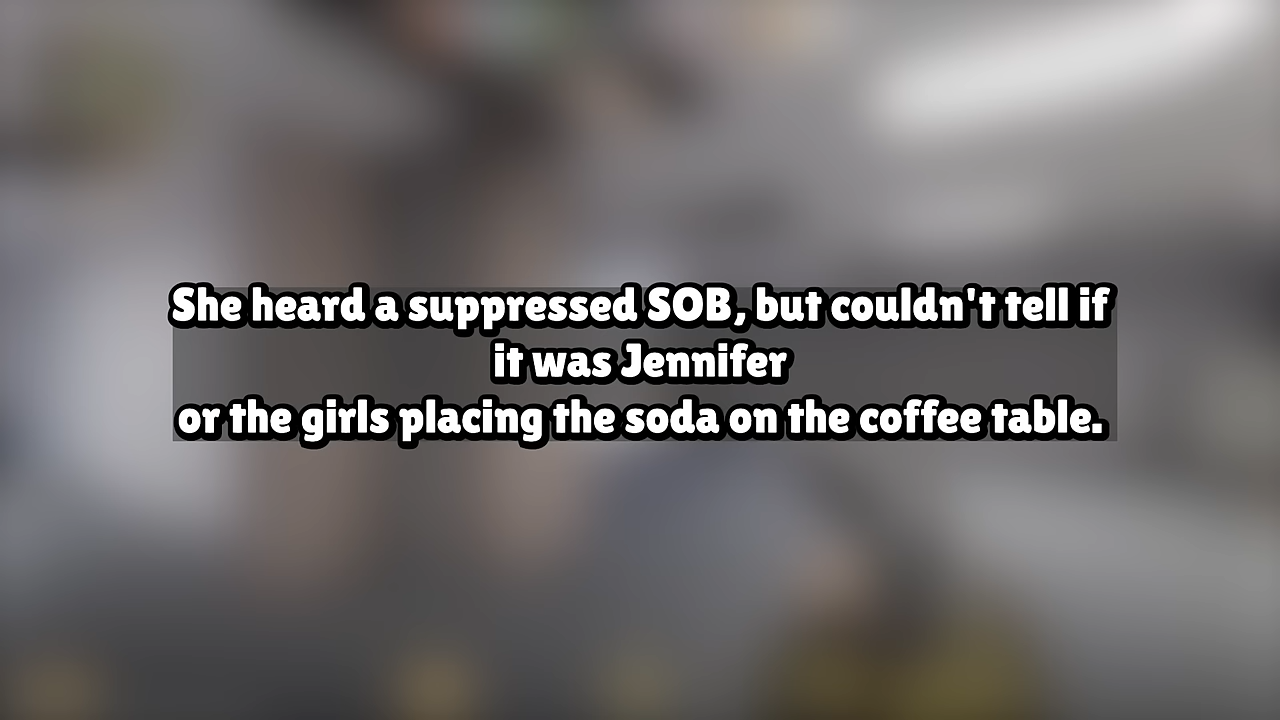 She heard a suppressed SOB, but couldn't tell if
it was Jennifer
or the girls placing the soda on the coffee table.